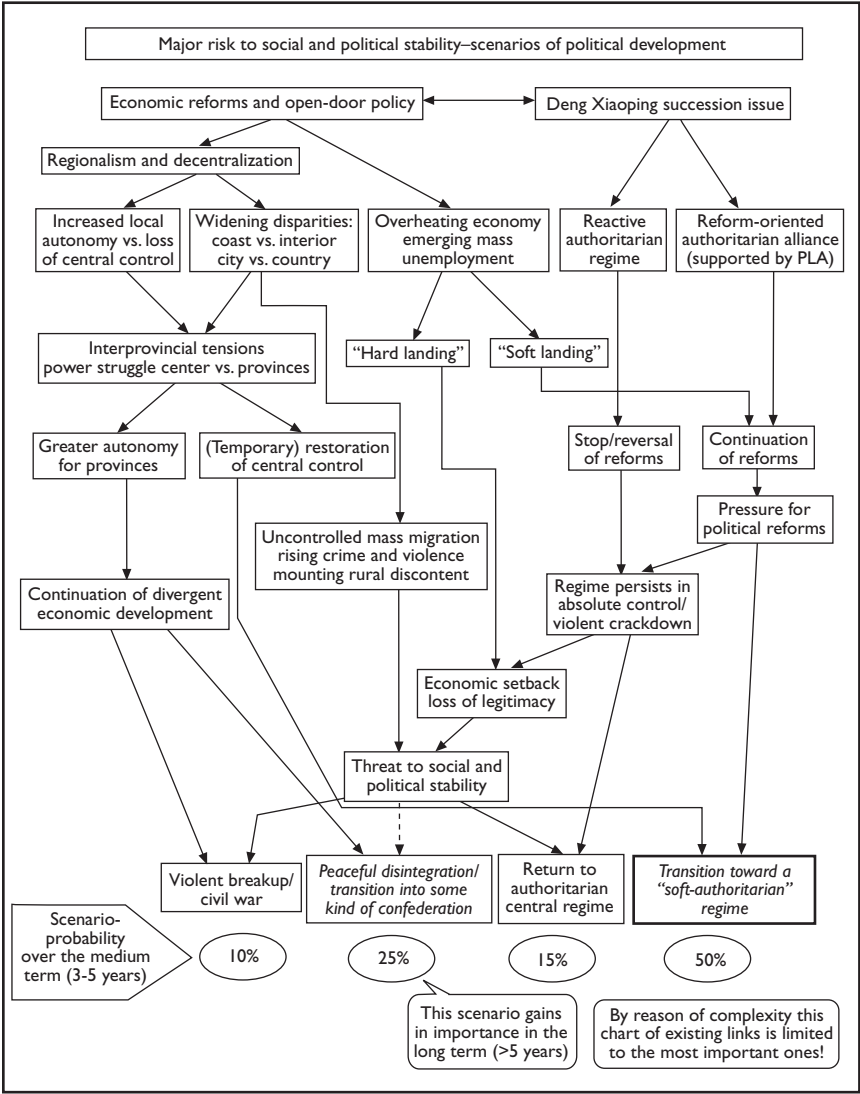 Major risk to social and political stability–scenarios of political development
Economic reforms and open-door policy
Deng Xiaoping succession issue
Regionalism and decentralization
Increased local
autonomy vs. loss
of central control
Widening disparities:
coast vs. interior
city vs. country
Overheating economy
emerging mass
unemployment
Reactive
authoritarian
regime
Reform-oriented
authoritarian alliance
(supported by PLA)
Interprovincial tensions
power struggle center vs. provinces
“Hard landing”
“Soft landing”
Greater autonomy
for provinces
(Temporary) restoration
of central control
Stop/reversal
of reforms
Continuation
of reforms
Pressure for
political reforms
Uncontrolled mass migration
rising crime and violence
mounting rural discontent
Continuation of divergent
economic development
Regime persists in
absolute control/
violent crackdown
Economic setback
loss of legitimacy
Threat to social and
political stability
Violent breakup/
civil war
Peaceful disintegration/
transition into some
kind of confederation
Return to
authoritarian
central regime
Transition toward a
“soft-authoritarian”
regime
Scenario-
probability
over the medium
term (3-5 years)
10%
25%
15%
50%
This scenario gains
in importance in the
long term (>5 years)
By reason of complexity this
chart of existing links is limited
to the most important ones!